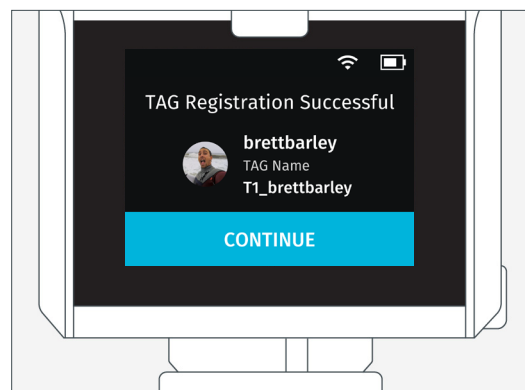 TAG Registration Successful
brettbarley
TAG Name
T1_brettbarley
CONTINUE